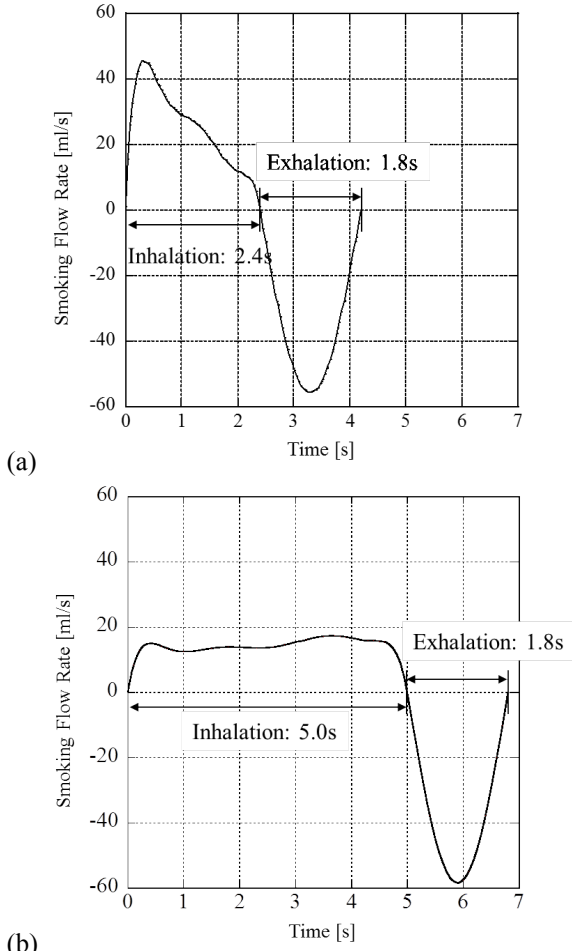 60
40
20
0
-20
-40
-60
Smoking Flow Rate [ml/s]
Exhalation: 1.8s
Inhalation: 2.4s
0 1 2 3 4 5 6 7
Time [s]
(a)
60
40
20
0
-20
-40
-60
Smoking Flow Rate [ml/s]
Exhalation: 1.8s
Inhalation: 5.0s
0 1 2 3 4 5 6 7
Time [s]
(b)